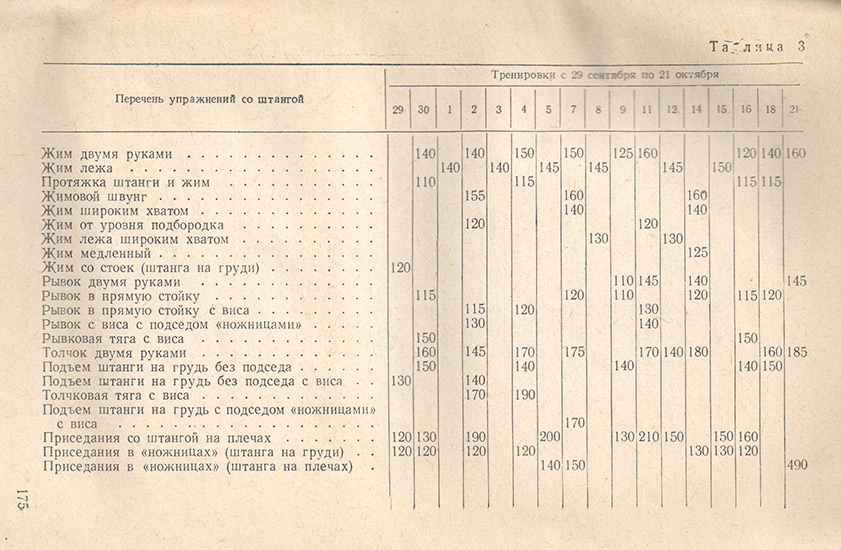 Таблица 3
Тренировки с 29 сентября по 21 октября
Перечень упражнений со штангой
29 30 1 2 3 4 5 7 8 9 11 12 14 15 16 18 21
Жим двумя руками 140 140 150 150 125 160 120 140 160
Жим лежа 140 140 145 145 145 150
Протяжка штанги и жим 110 115 115 115
Жимовой швунг 155 160 160
Жим широким хватом 140 140
Жим от уровня подбородка 120 120
Жим лежа широким хватом 130 130
Жим медленный 125
Жим со стоек (штанга на груди) 120
Рывок двумя руками 110 145 140 145
Рывок в прямую стойку 115 120 110 120 115 120
Рывок в прямую стойку с виса 115 120 130
Рывок с виса с подседом «ножницами» 130 140
Рывковая тяга с виса 150 150
Толчок двумя руками 160 145 170 175 170 140 180 160 185
Подъем штанги на грудь без подседа 150 140 140 140 150
Подъем штанги на грудь без подседа с виса 130 140
Толчковая тяга с виса 170 190
Подъем штанги на грудь с подседом «ножницами»
с виса 170
Приседания со штангой на плечах 120 130 190 200 130 210 150 150 160
Приседания в «ножницах» (штанга на груди) 120 120 120 120 130 130 120
Приседания в «ножницах» (штанга на плечах) 140 150 490
175